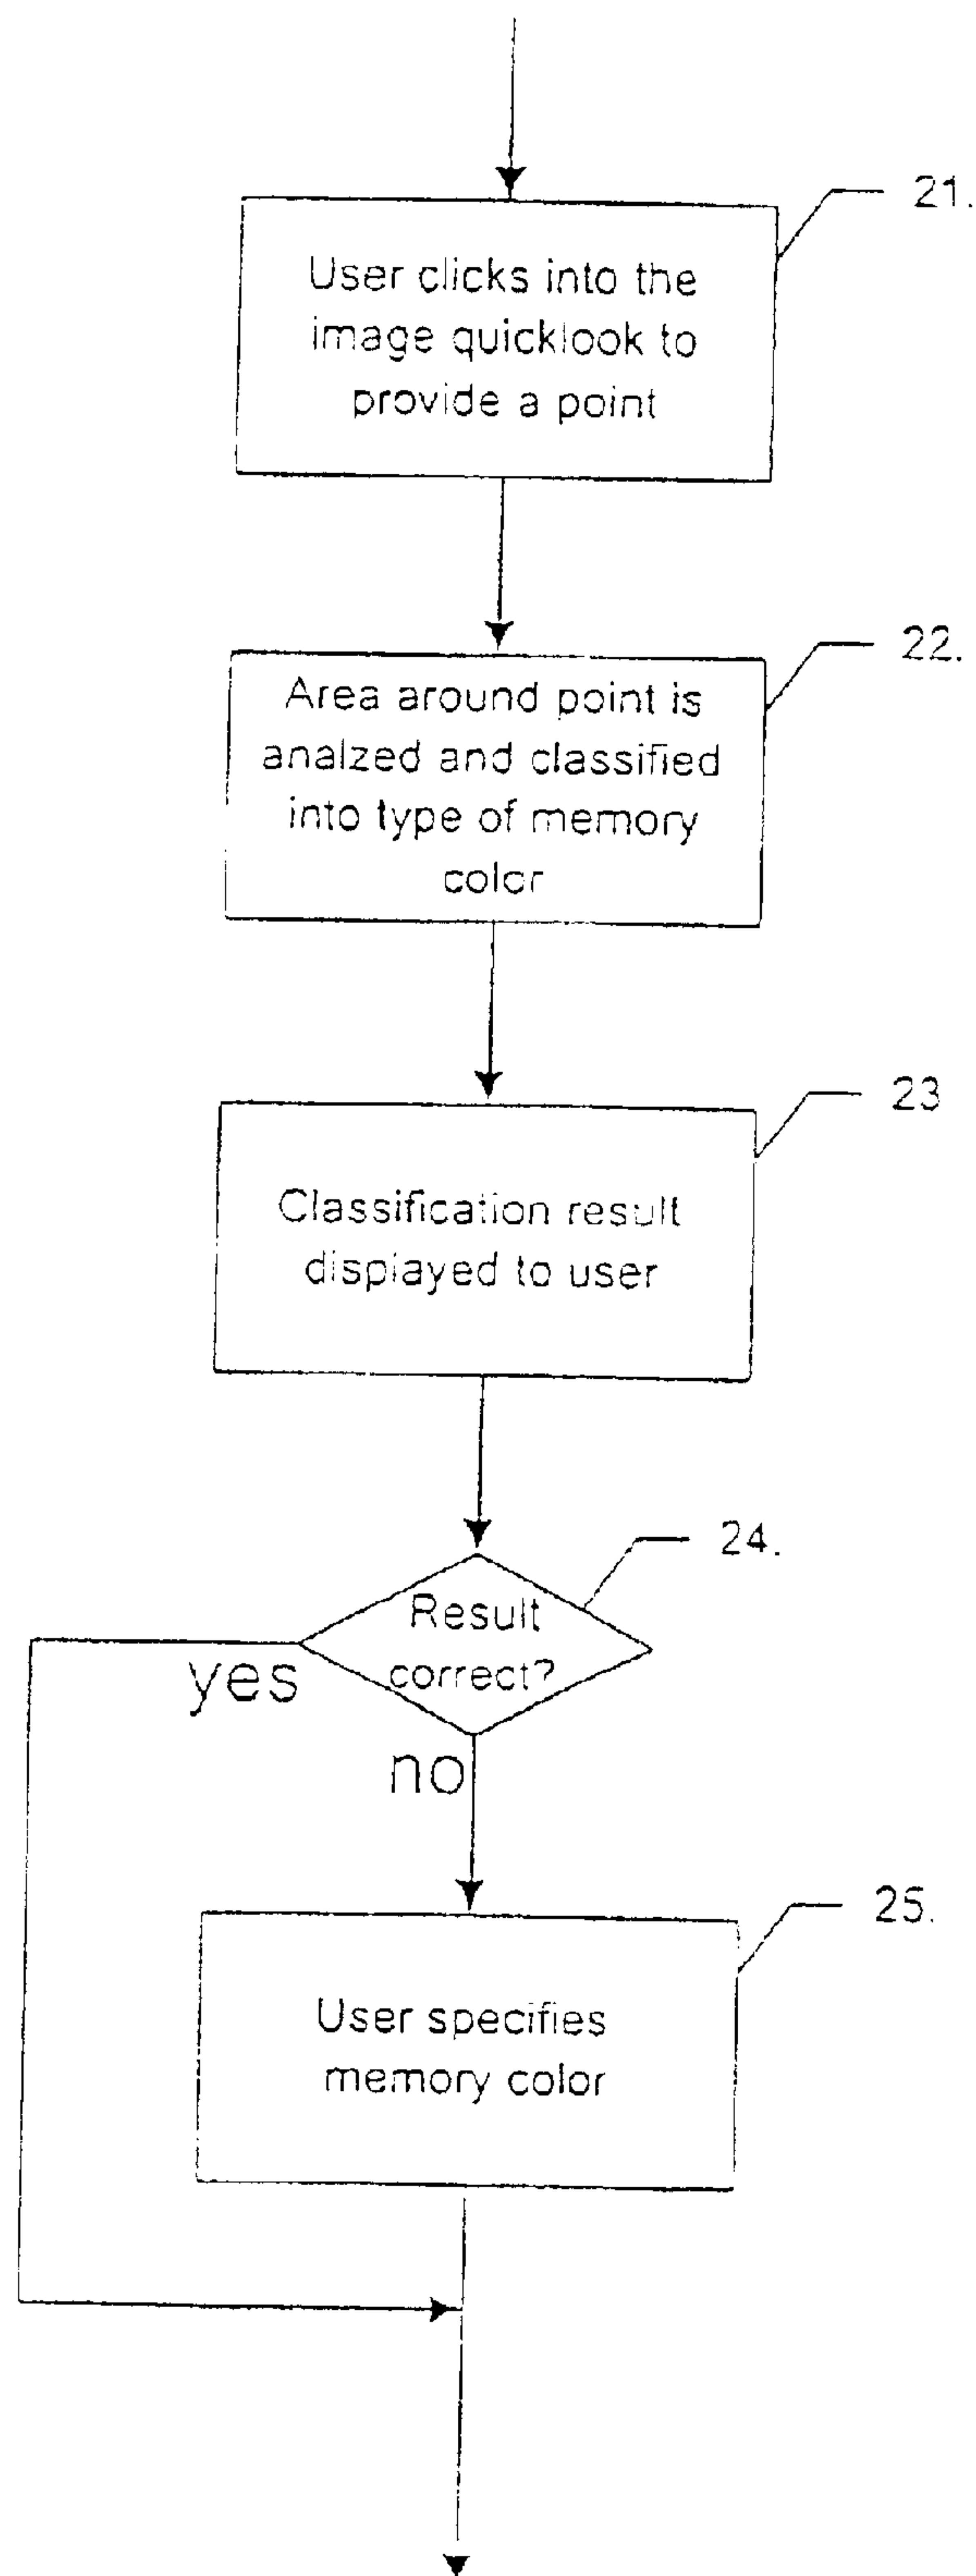 21.
User clicks into the
image quicklook to
provide a point
22.
Area around point is
analzed and classified
into type of memory
color
23
Classification result
displayed to user
24.
Result
correct?
yes
no
25.
User specifies
memory color